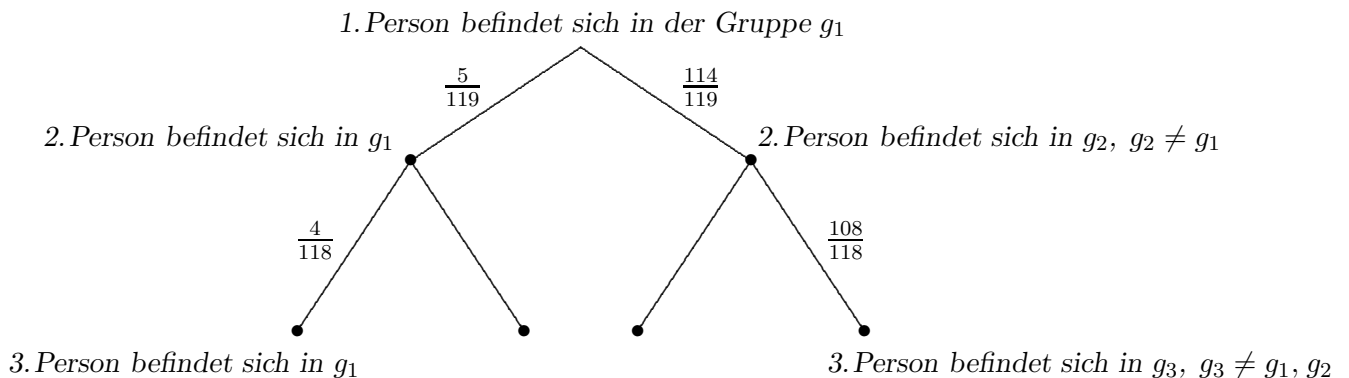 1.Person befindet sich in der Gruppe g₁
5/119 114/119
2.Person befindet sich in g₁ 2.Person befindet sich in g₂, g₂ ≠ g₁
4/118 108/118
3.Person befindet sich in g₁ 3.Person befindet sich in g₃, g₃ ≠ g₁, g₂